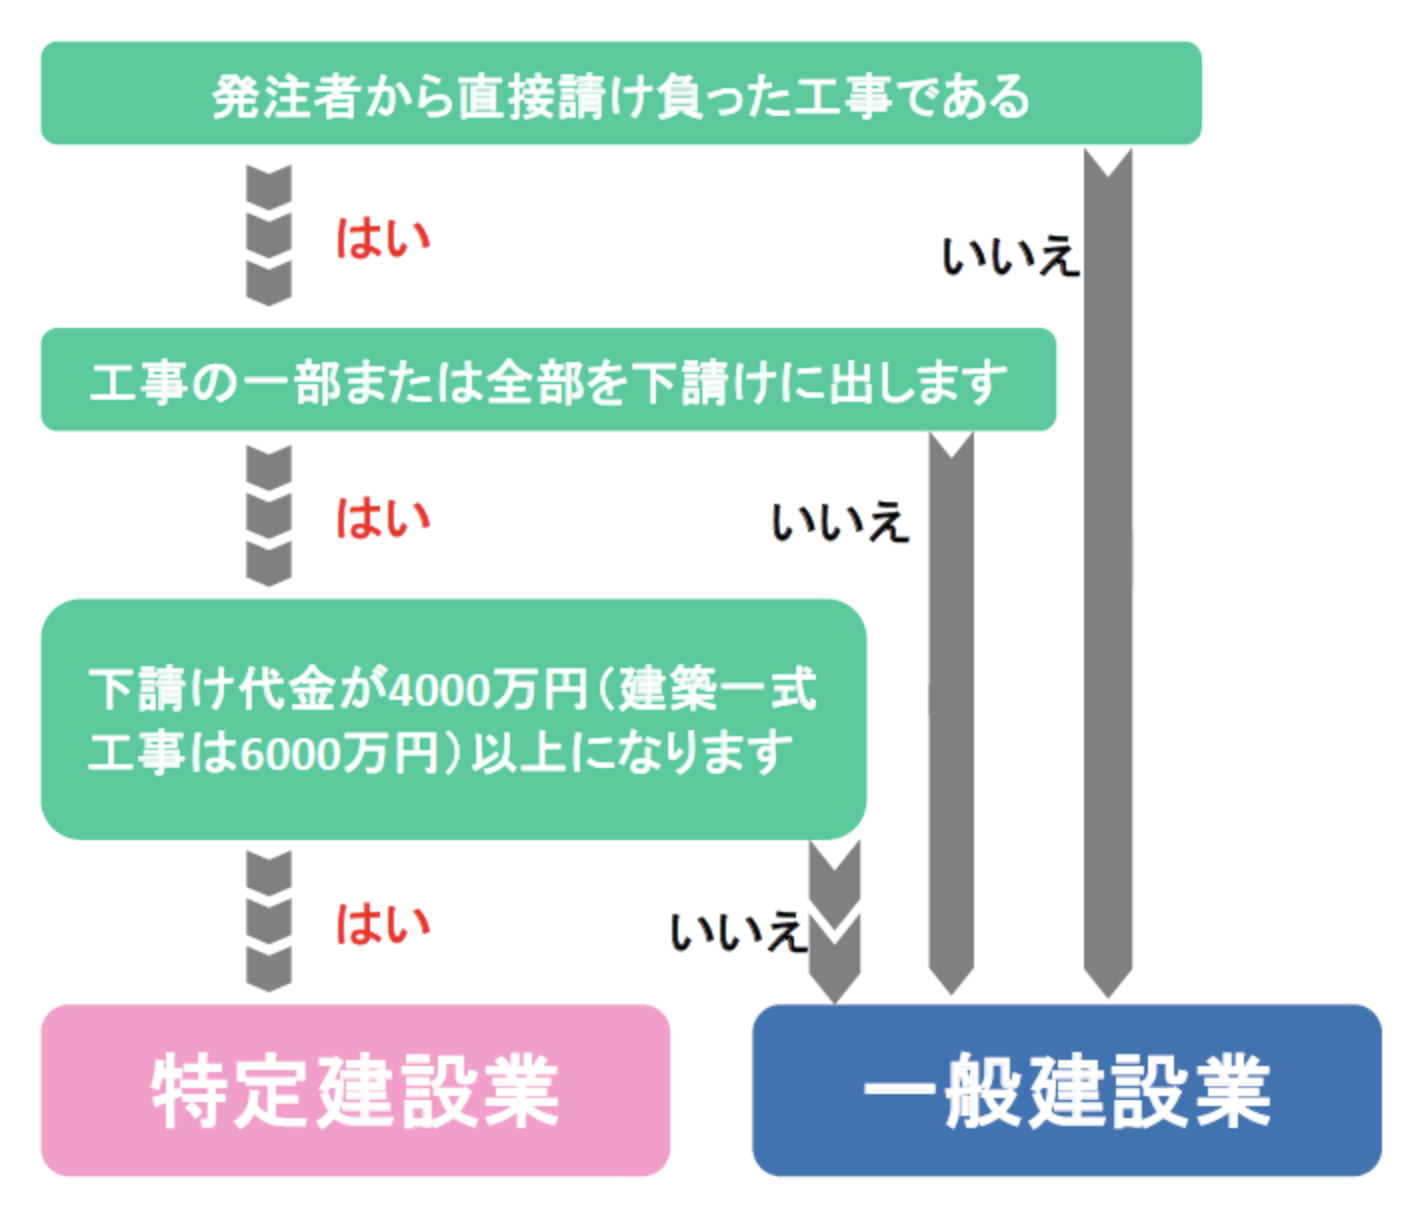 発注者から直接請け負った工事である
はい
いいえ
工事の一部または全部を下請けに出します
はい
いいえ
下請け代金が4000万円(建築一式
工事は6000万円)以上になります
はい
いいえ
特定建設業
一般建設業